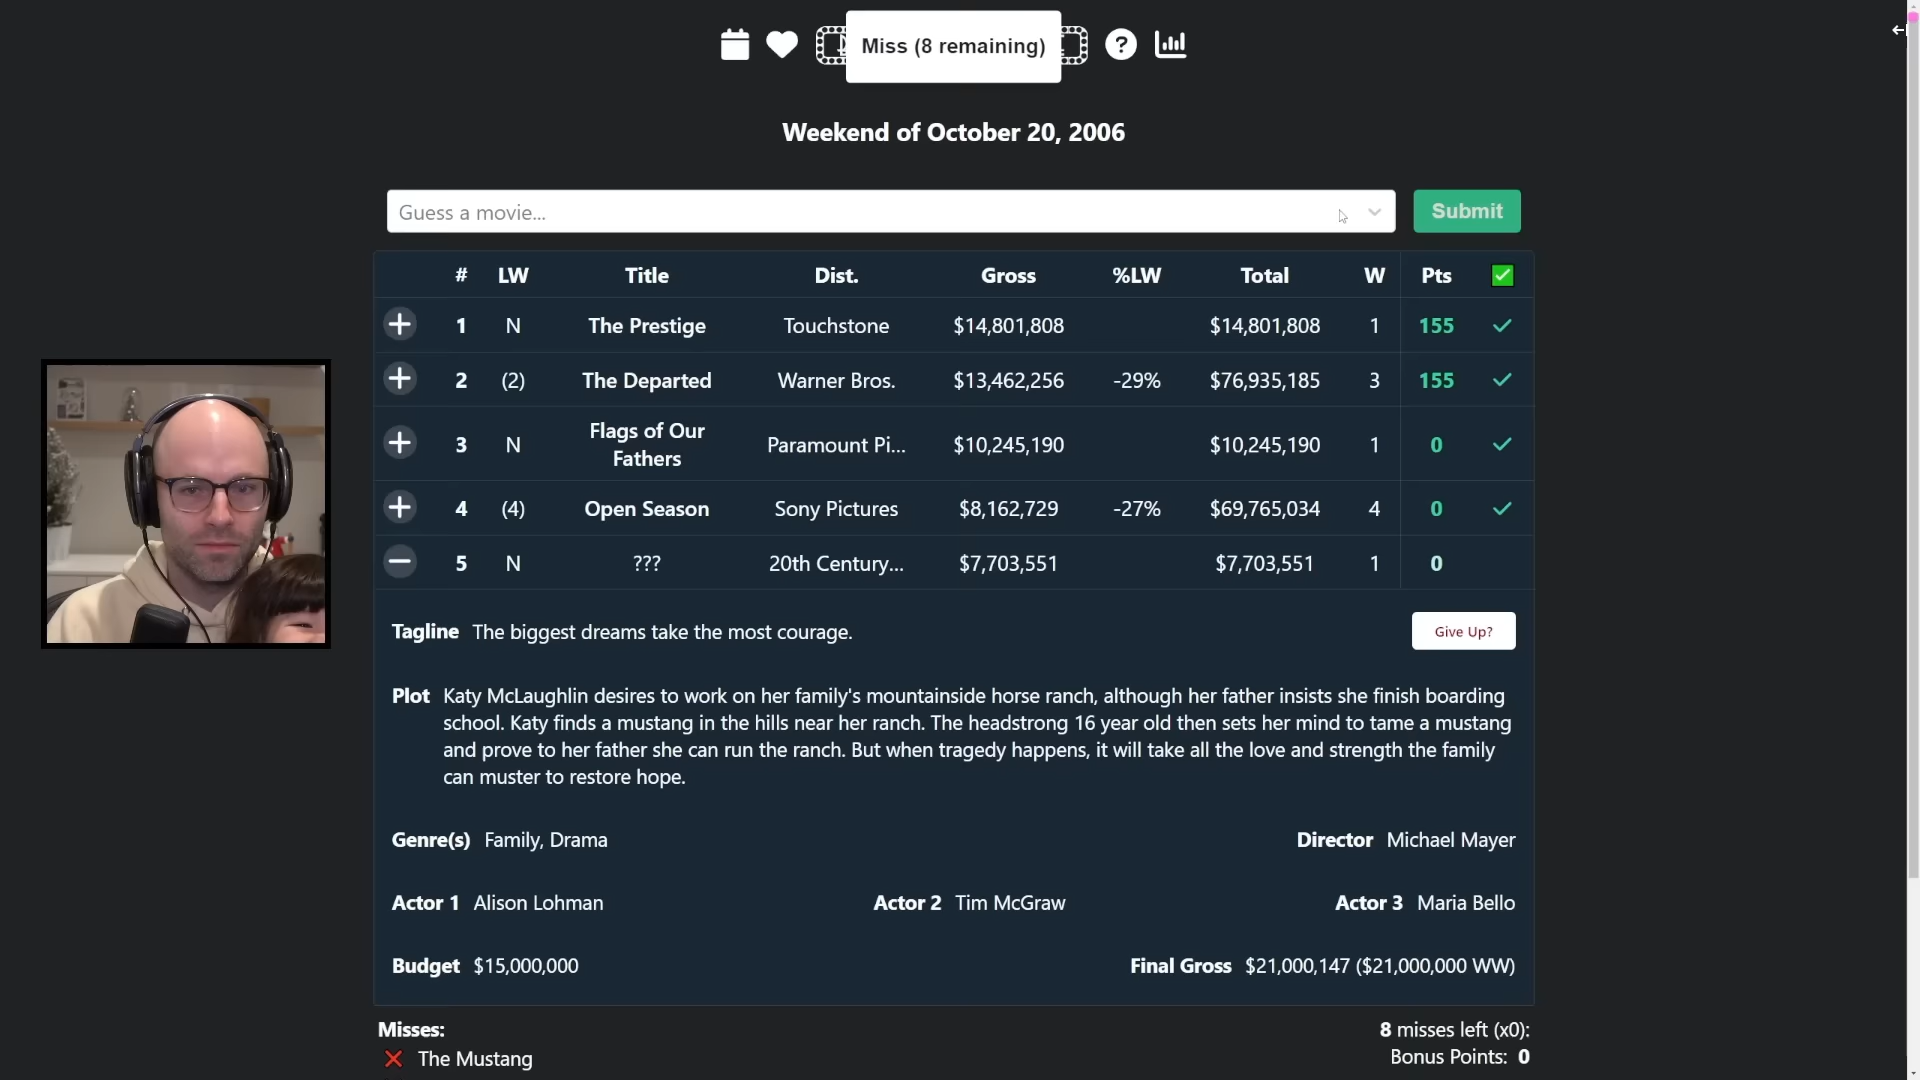 Miss (8 remaining)
Weekend of October 20, 2006
Guess a movie...
Submit
# LW Title Dist. Gross %LW Total W Pts
1 N The Prestige Touchstone $14,801,808 $14,801,808 1 155
2 (2) The Departed Warner Bros. $13,462,256 -29% $76,935,185 3 155
3 N Flags of Our Fathers Paramount Pi... $10,245,190 $10,245,190 1 0
4 (4) Open Season Sony Pictures $8,162,729 -27% $69,765,034 4 0
5 N ??? 20th Century... $7,703,551 $7,703,551 1 0
Tagline The biggest dreams take the most courage.
Give Up?
Plot Katy McLaughlin desires to work on her family's mountainside horse ranch, although her father insists she finish boarding
school. Katy finds a mustang in the hills near her ranch. The headstrong 16 year old then sets her mind to tame a mustang
and prove to her father she can run the ranch. But when tragedy happens, it will take all the love and strength the family
can muster to restore hope.
Genre(s) Family, Drama
Director Michael Mayer
Actor 1 Alison Lohman
Actor 2 Tim McGraw
Actor 3 Maria Bello
Budget $15,000,000
Final Gross $21,000,147 ($21,000,000 WW)
Misses:
8 misses left (x0):
The Mustang
Bonus Points: 0